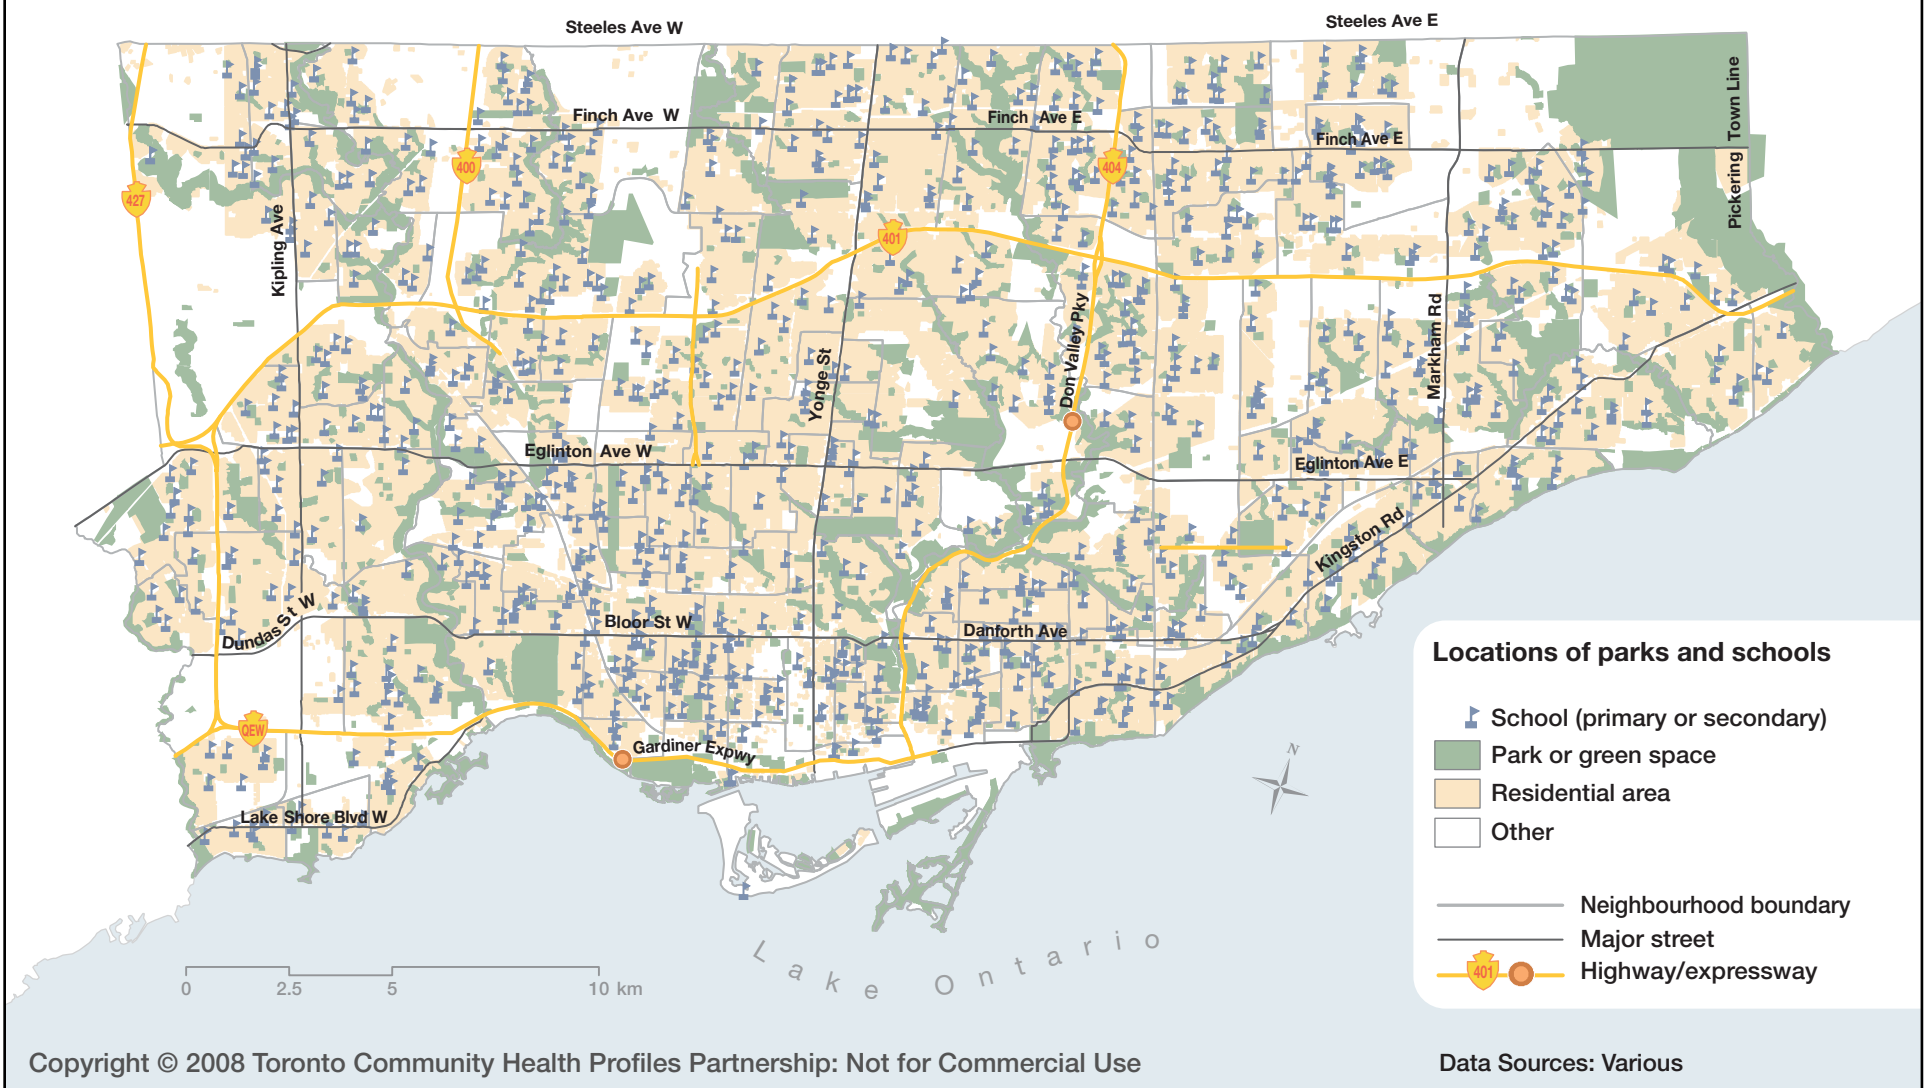 Steeles Ave W
Steeles Ave E
Finch Ave W
Finch Ave E
Finch Ave E
Pickering Town Line
400
404
427
401
Kipling Ave
Don Valley Pky
Markham Rd
Yonge St
Eglinton Ave W
Eglinton Ave E
Kingston Rd
Dundas St W
Bloor St W
Danforth Ave
QEW
Gardiner Expwy
Lake Shore Blvd W
N
Lake Ontario
0 2.5 5 10 km
Locations of parks and schools
School (primary or secondary)
Park or green space
Residential area
Other
Neighbourhood boundary
Major street
401 Highway/expressway
Copyright © 2008 Toronto Community Health Profiles Partnership: Not for Commercial Use
Data Sources: Various